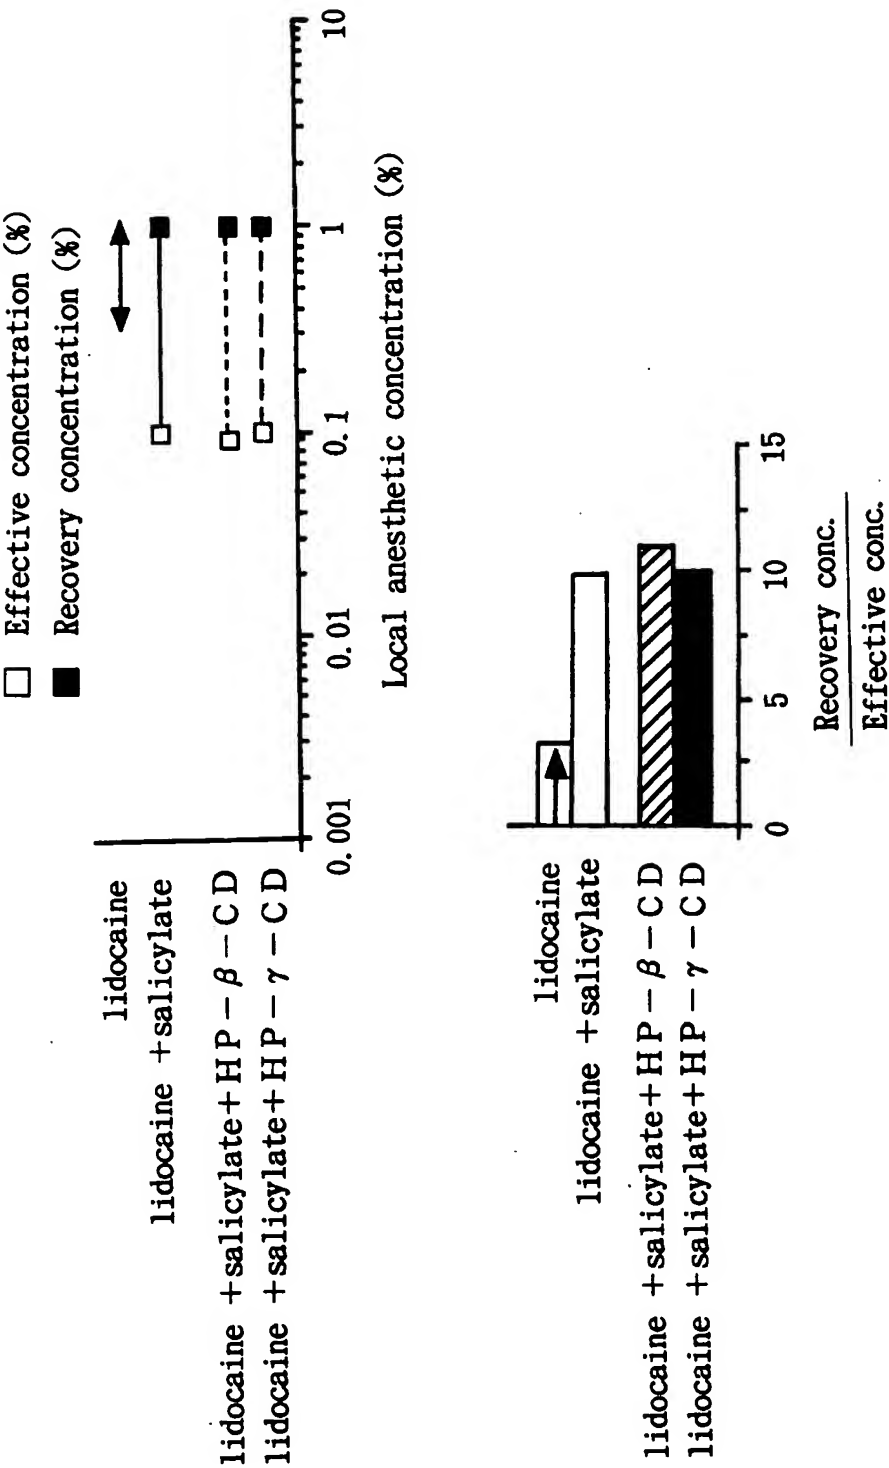 □ Effective concentration (%)
■ Recovery concentration (%)
lidocaine
lidocaine +salicylate
lidocaine +salicylate+HP-β-CD
lidocaine +salicylate+HP-γ-CD
0.001 0.01 0.1 1 10
Local anesthetic concentration (%)
lidocaine
lidocaine +salicylate
lidocaine +salicylate+HP-β-CD
lidocaine +salicylate+HP-γ-CD
0 5 10 15
Recovery conc.
Effective conc.